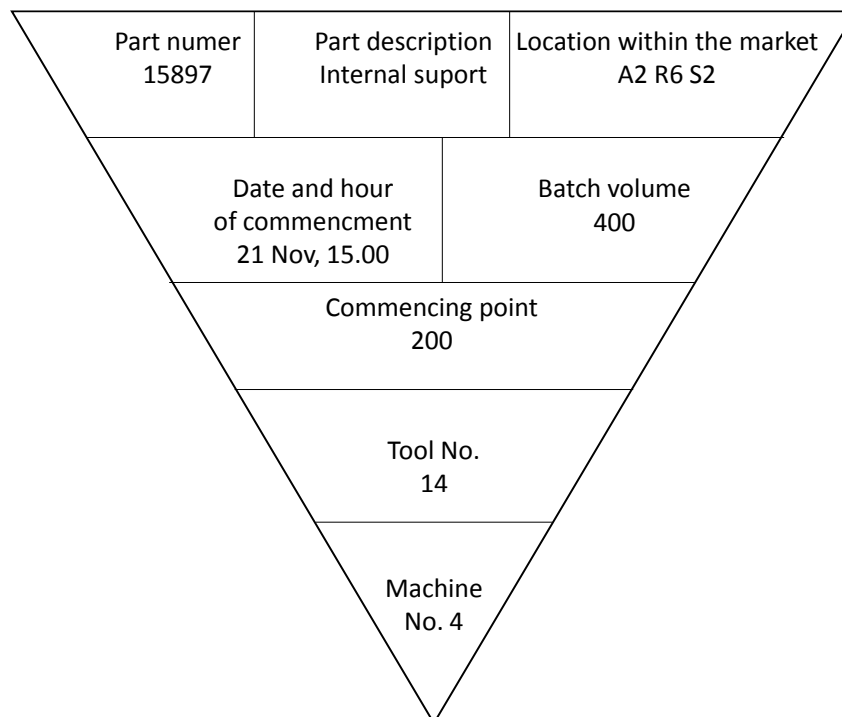 Part numer
15897
Part description
Internal suport
Location within the market
A2 R6 S2
Date and hour
of commencment
21 Nov, 15.00
Batch volume
400
Commencing point
200
Tool No.
14
Machine
No. 4